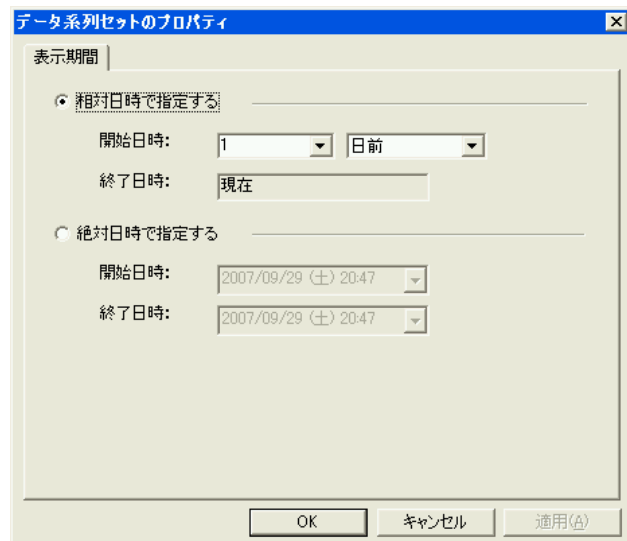 データ系列セットのプロパティ
表示期間
相対日時で指定する
開始日時: 1 日前
終了日時: 現在
絶対日時で指定する
開始日時: 2007/09/29 (土) 20:47
終了日時: 2007/09/29 (土) 20:47
OK キャンセル 適用(A)